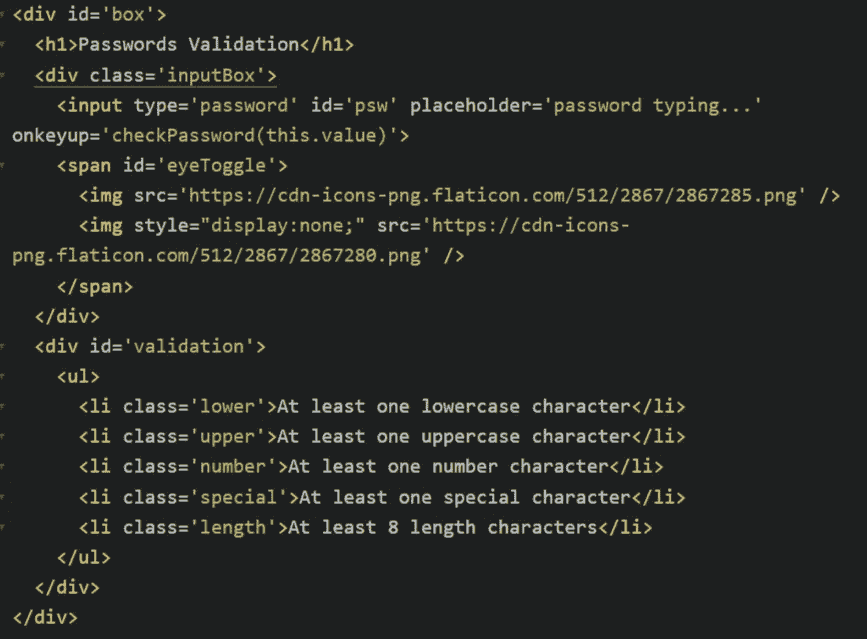 <div id='box'>
  <h1>Passwords Validation</h1>
  <div class='inputBox'>
    <input type='password' id='psw' placeholder='password typing...'
onkeyup='checkPassword(this.value)'>
    <span id='eyeToggle'>
      <img src='https://cdn-icons-png.flaticon.com/512/2867/2867285.png' />
      <img style="display:none;" src='https://cdn-icons-
png.flaticon.com/512/2867/2867280.png' />
    </span>
  </div>
  <div id='validation'>
    <ul>
      <li class='lower'>At least one lowercase character</li>
      <li class='upper'>At least one uppercase character</li>
      <li class='number'>At least one number character</li>
      <li class='special'>At least one special character</li>
      <li class='length'>At least 8 length characters</li>
    </ul>
  </div>
</div>